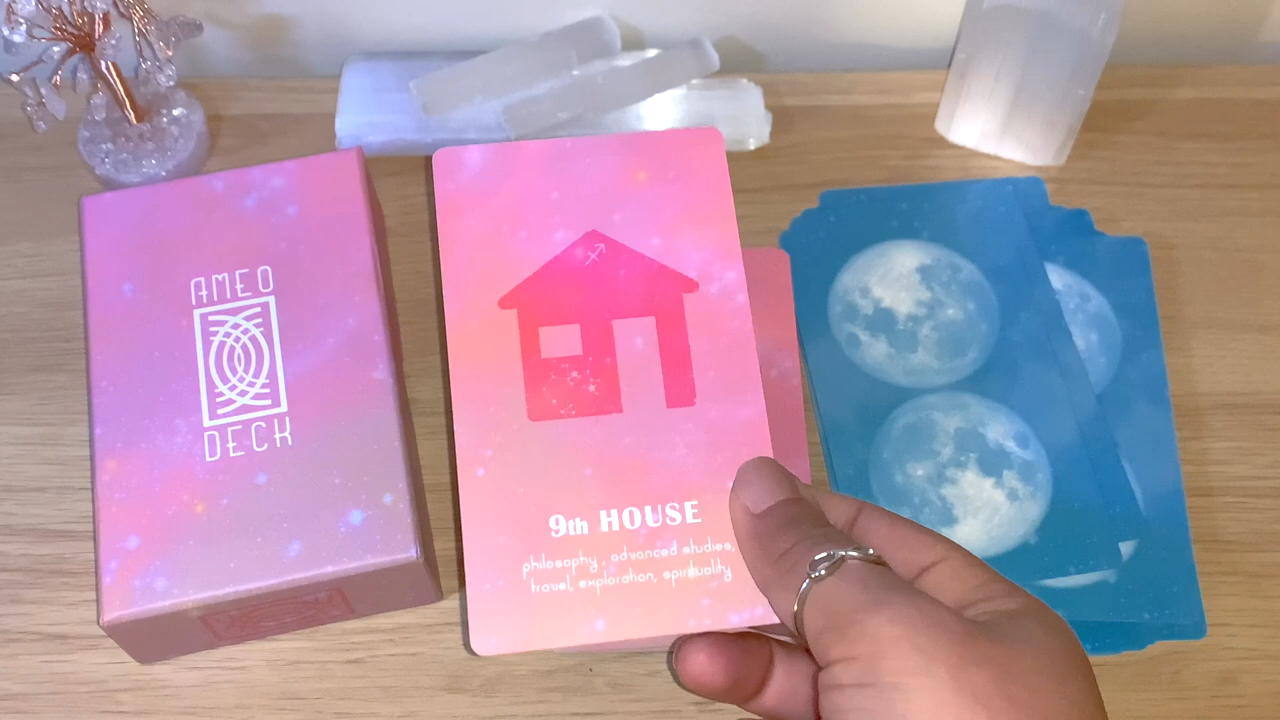 AMEO
DECK
9th HOUSE
philosophy, advanced studies,
travel, exploration, spirituality